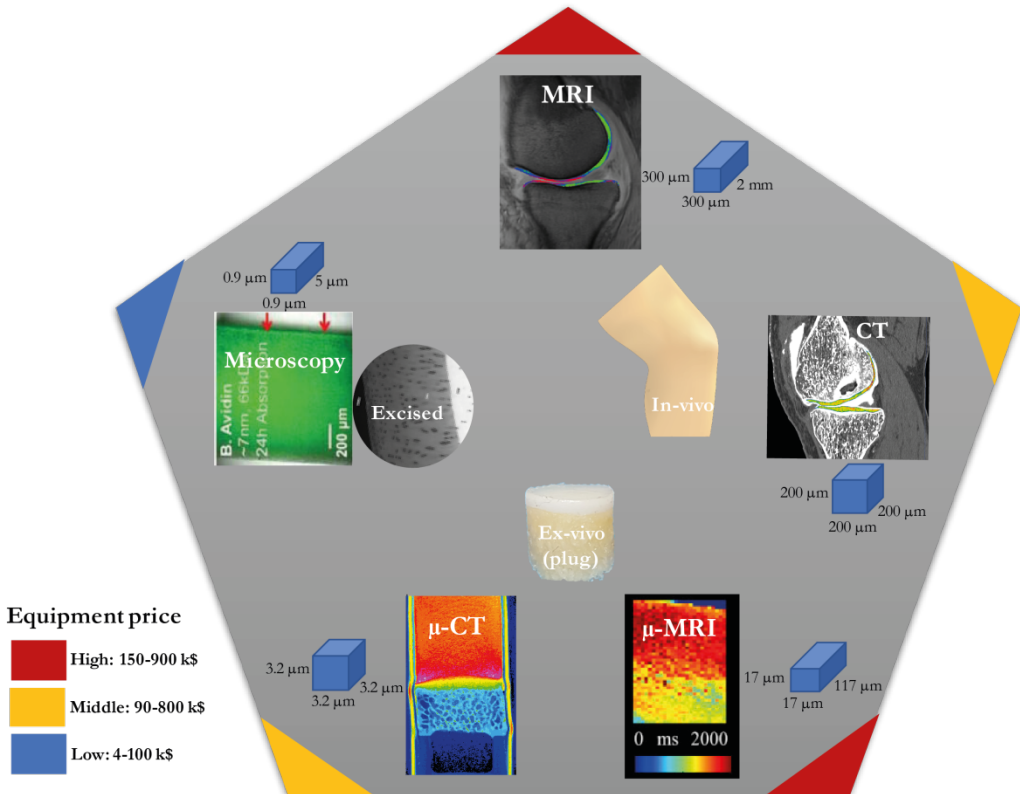 MRI
300 µm
2 mm
300 µm
0.9 µm
5 µm
0.9 µm
Microscopy
B. Avidin
~7nm, 66kD
24h Absorption
200 µm
Excised
In-vivo
CT
200 µm
200 µm
200 µm
Ex-vivo
(plug)
Equipment price
High: 150-900 k$
Middle: 90-800 k$
Low: 4-100 k$
µ-CT
3.2 µm
3.2 µm
3.2 µm
µ-MRI
0 ms 2000
17 µm
117 µm
17 µm